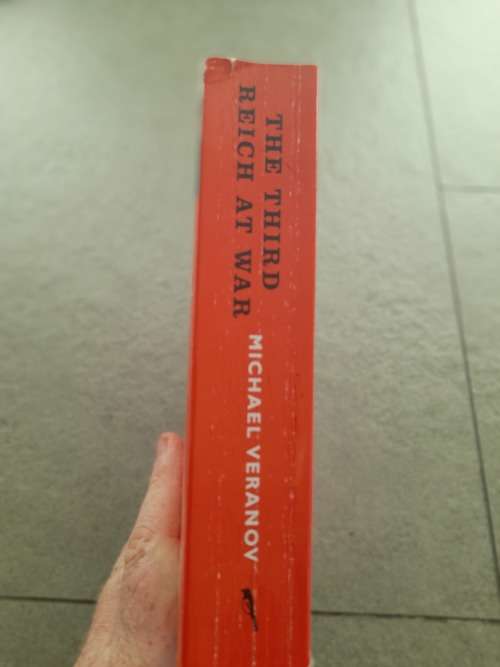 THE THIRD
REICH AT WAR
MICHAEL VERANOV